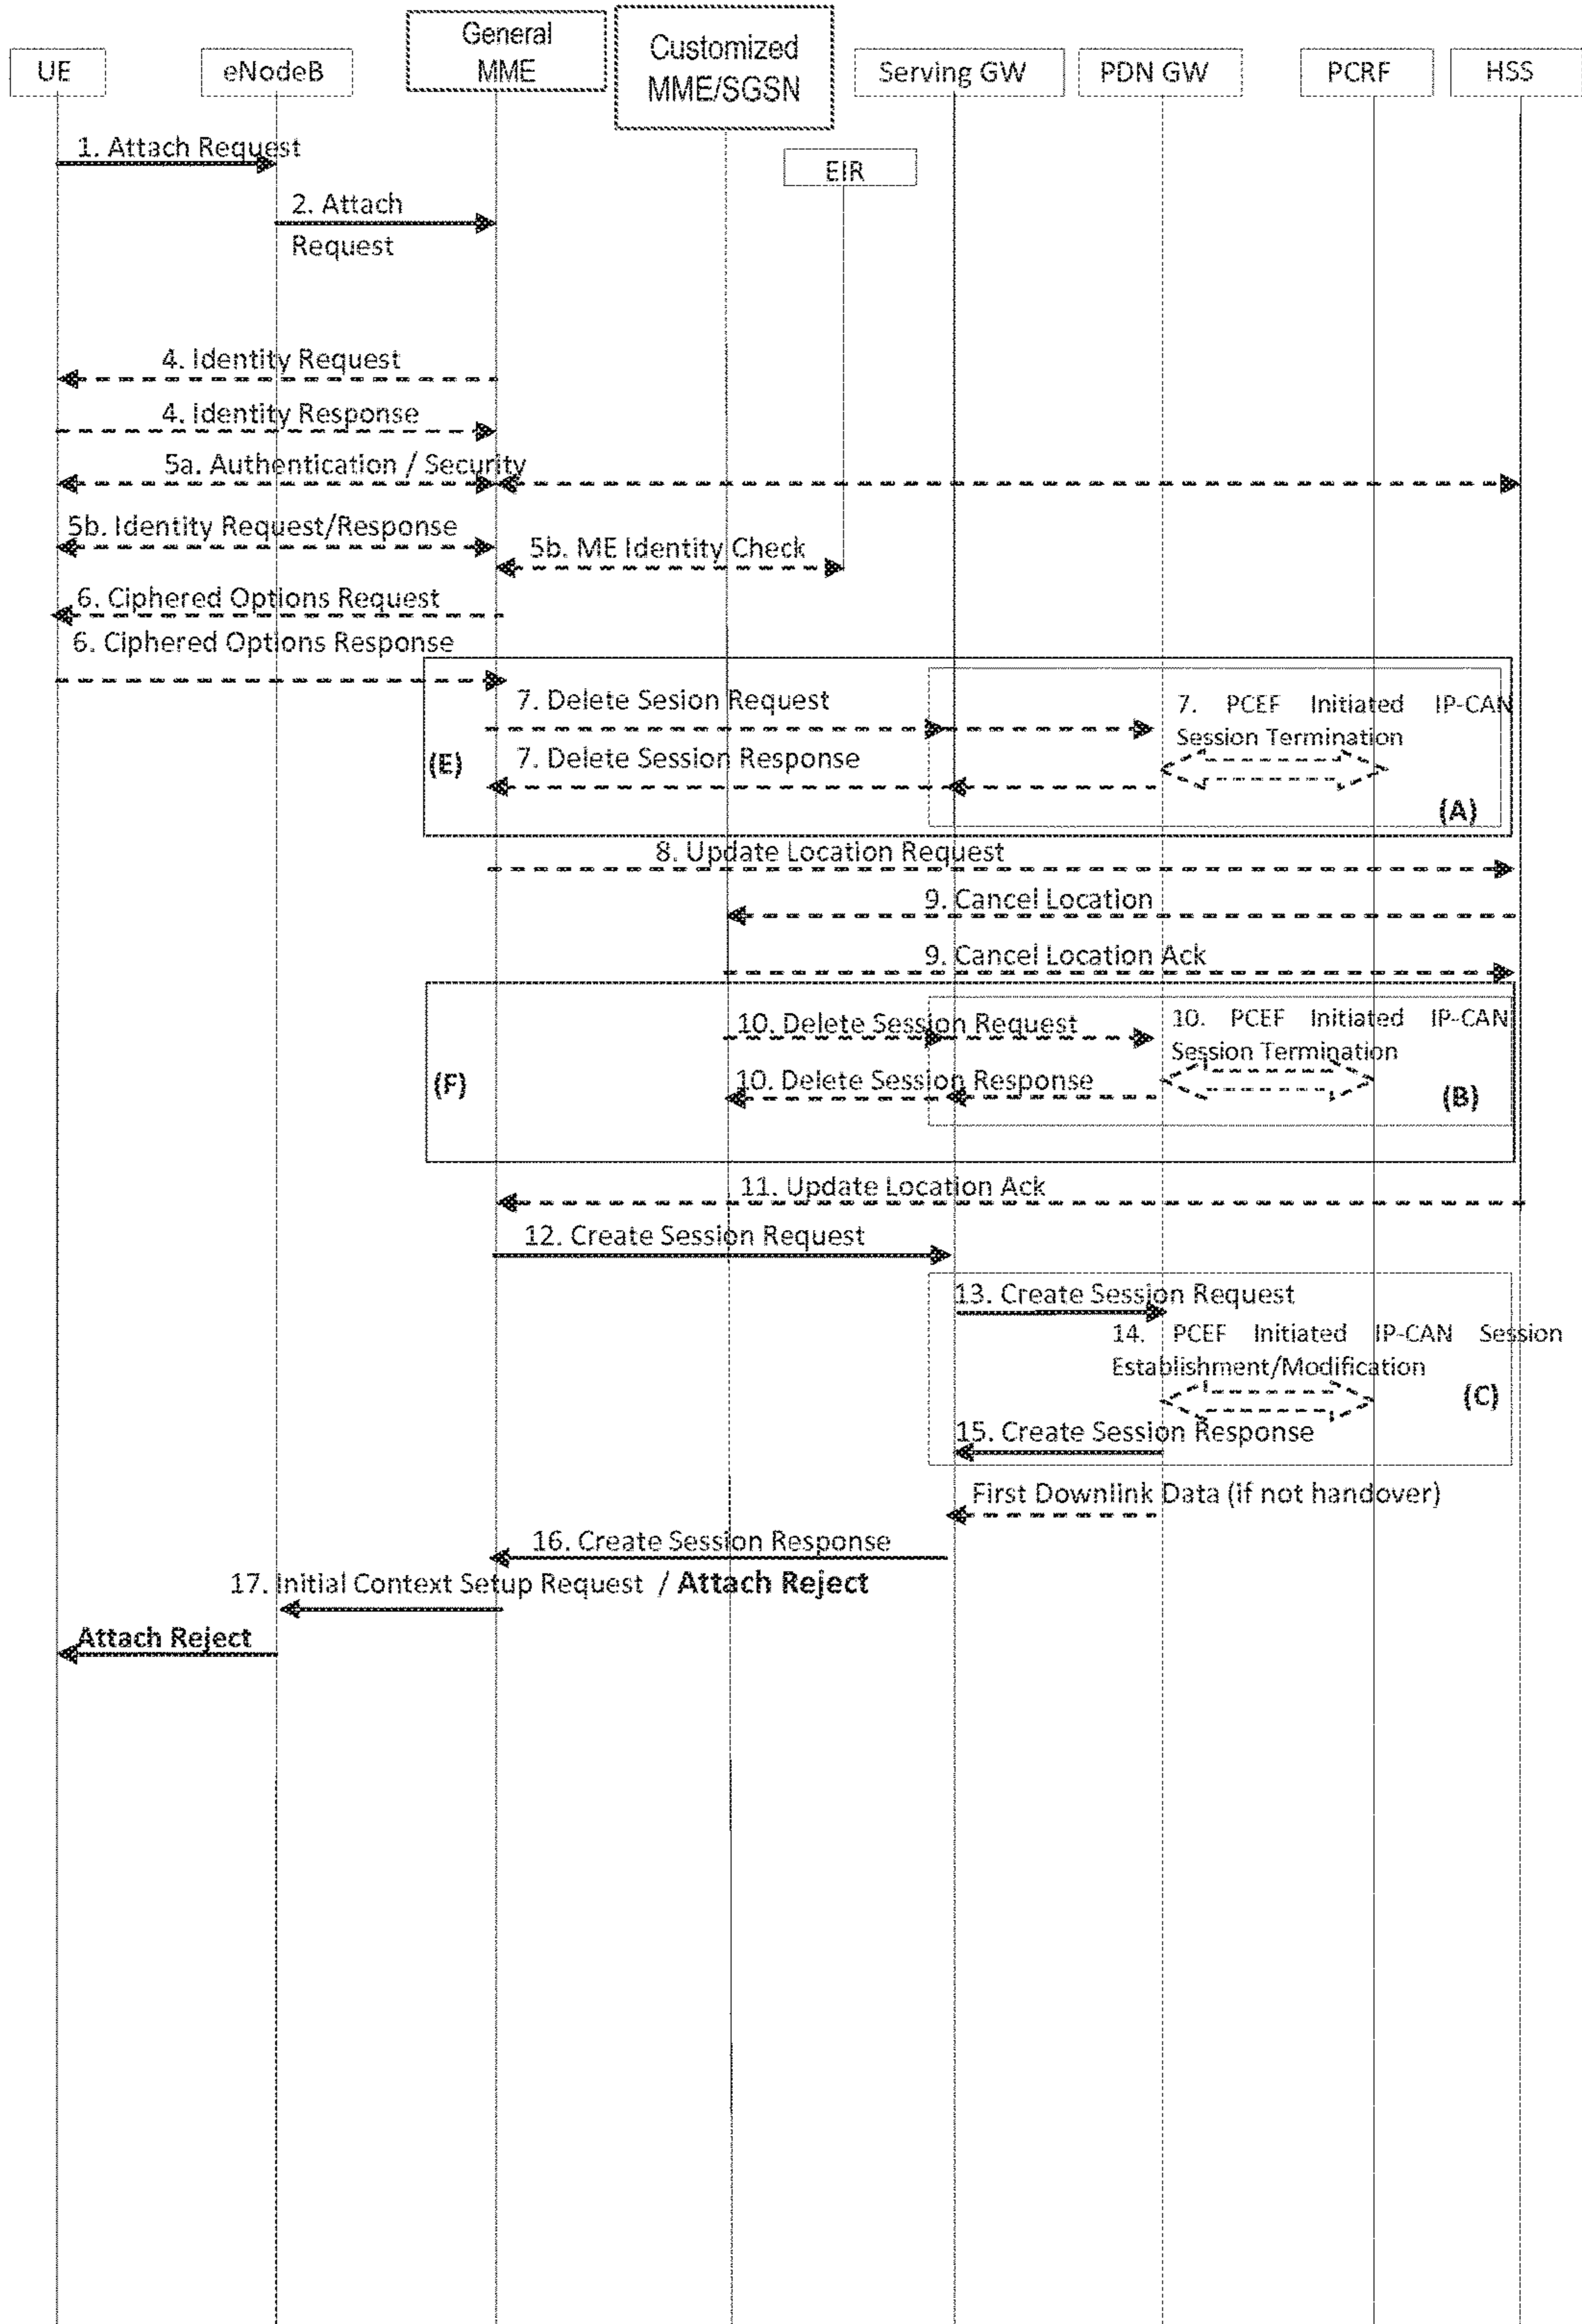 UE
eNodeB
General
MME
Customized
MME/SGSN
Serving GW
PDN GW
PCRF
HSS
1. Attach Request
EIR
2. Attach
Request
4. Identity Request
4. Identity Response
5a. Authentication / Security
5b. Identity Request/Response
5b. ME Identity Check
6. Ciphered Options Request
6. Ciphered Options Response
7. Delete Sesion Request
7. PCEF Initiated IP-CAN
Session Termination
7. Delete Session Response
(E)
(A)
8. Update Location Request
9. Cancel Location
9. Cancel Location Ack
10. Delete Session Request
10. PCEF Initiated IP-CAN
Session Termination
10. Delete Session Response
(F)
(B)
11. Update Location Ack
12. Create Session Request
13. Create Session Request
14. PCEF Initiated IP-CAN Session
Establishment/Modification
(C)
15. Create Session Response
First Downlink Data (if not handover)
16. Create Session Response
17. Initial Context Setup Request / Attach Reject
Attach Reject